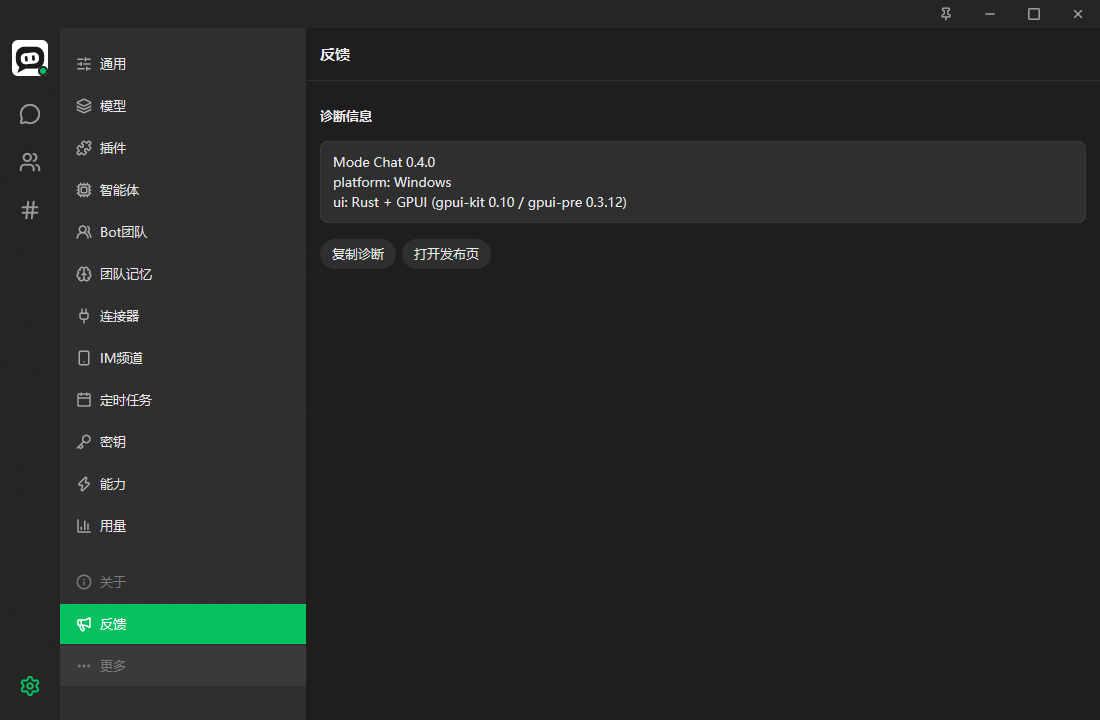 通用
模型
插件
智能体
Bot团队
团队记忆
连接器
IM频道
定时任务
密钥
能力
用量
关于
反馈
更多
反馈
诊断信息
Mode Chat 0.4.0
platform: Windows
ui: Rust + GPUI (gpui-kit 0.10 / gpui-pre 0.3.12)
复制诊断
打开发布页